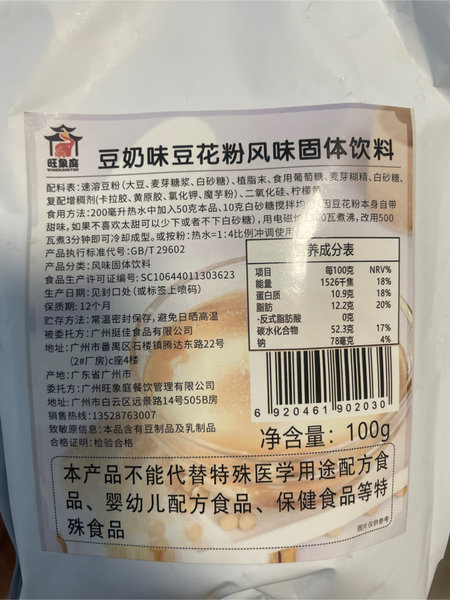 旺象庭
WANGXIANGTING
豆奶味豆花粉风味固体饮料
配料表:速溶豆粉(大豆、麦芽糖浆、白砂糖)、植脂末、食用葡萄糖、麦芽糊精、白砂糖、
复配增稠剂(卡拉胶、黄原胶、氯化钾、魔芋粉)、二氧化硅、柠檬黄
食用方法:200毫升热水中加入50克本品、10克白砂糖搅拌均
因豆花粉本身自带
甜味,如果不喜欢太甜可以少下或者不下白砂糖),用电磁炉
00瓦煮沸,改用500
瓦煮3分钟即可冷却成型。或按粉:热水=1:4比例冲调使用
产品执行标准代号:GB/T 29602
产品分类:风味固体饮料
食品生产许可证编号:SC10644011303623
生产日期:见封口处(或标签上喷码)
保质期:12个月
贮存方法:常温密封保存,避免日晒高温
被委托方:广州挺佳食品有限公司
地址:广州市番禺区石楼镇腾达东路22号
(2#厂房)c座4楼
产地:广东省广州市
委托方:广州旺象庭餐饮管理有限公司
地址:广州市白云区远景路14号505B房
销售热线:13528763007
致敏原信息:本品含有豆制品及乳制品
合格证明:检验合格
养成分表
项目 每100克 NRV%
能量 1526千焦 18%
蛋白质 10.9克 18%
脂肪 12.2克 20%
-反式脂肪酸 0克
碳水化合物 52.3克 17%
钠 78毫克 4%
6 920461 902030
净含量:100g
本产品不能代替特殊医学用途配方食
品、婴幼儿配方食品、保健食品等特
殊食品
图片仅供参考